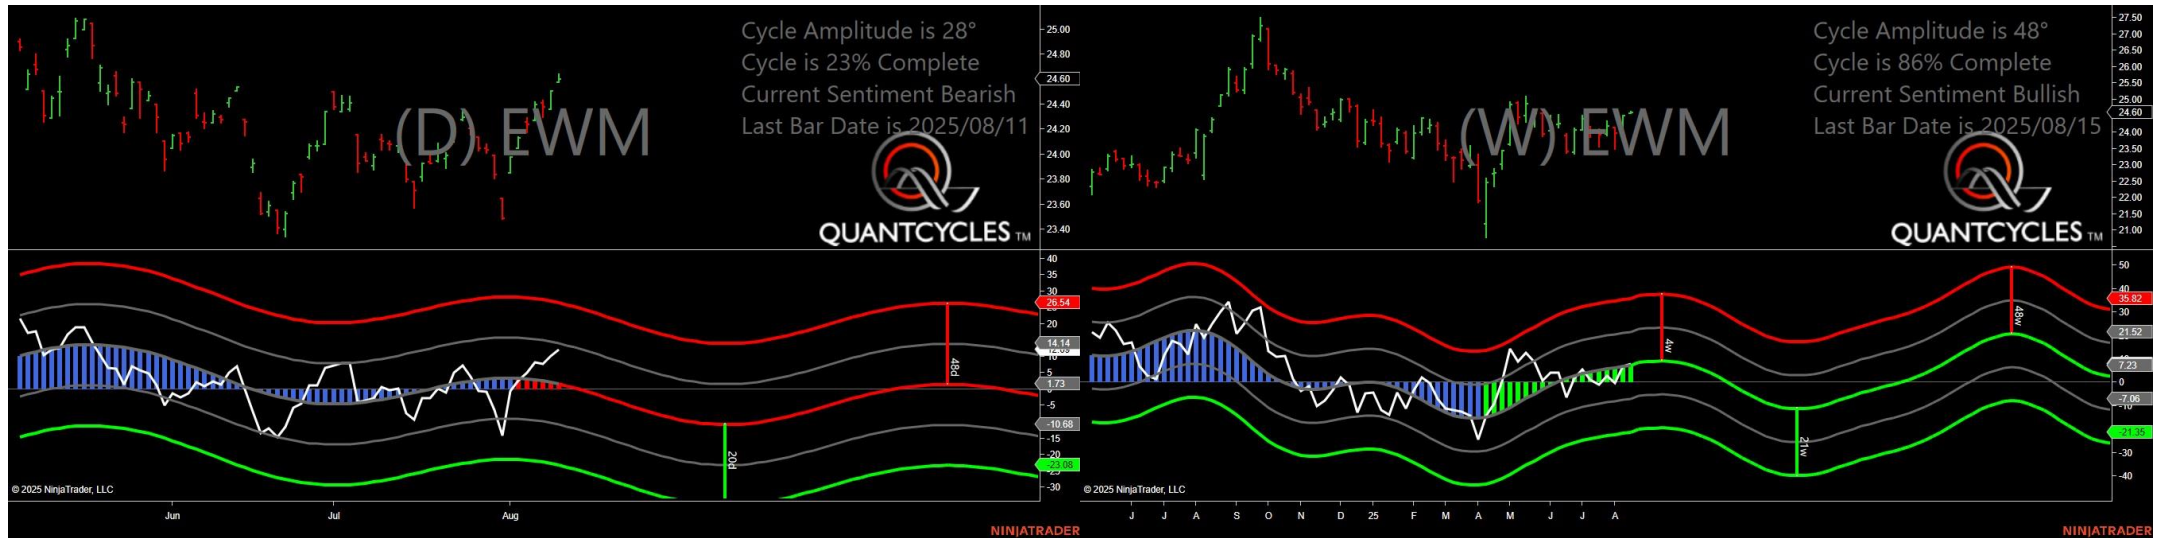 Cycle Amplitude is 28°
Cycle is 23% Complete
Current Sentiment Bearish
Last Bar Date is 2025/08/11
(D) EWM
QUANTCYCLES TM
25.00
24.80
24.60
24.40
24.20
24.00
23.80
23.60
23.40
40
35
30
26.54
20
14.14
10
5
1.73
-5
-10.68
-15
-20
-23.08
-30
48d
20d
© 2025 NinjaTrader, LLC
Jun
Jul
Aug
NINJATRADER
Cycle Amplitude is 48°
Cycle is 86% Complete
Current Sentiment Bullish
Last Bar Date is 2025/08/15
(W) EWM
QUANTCYCLES TM
27.50
27.00
26.50
26.00
25.50
25.00
24.60
24.00
23.50
23.00
22.50
22.00
21.50
21.00
50
40
35.82
30
21.52
7.23
0
-7.06
-21.35
-30
-40
4w
21w
48w
© 2025 NinjaTrader, LLC
J J A S O N D 25 F M A M J J A
NINJATRADER